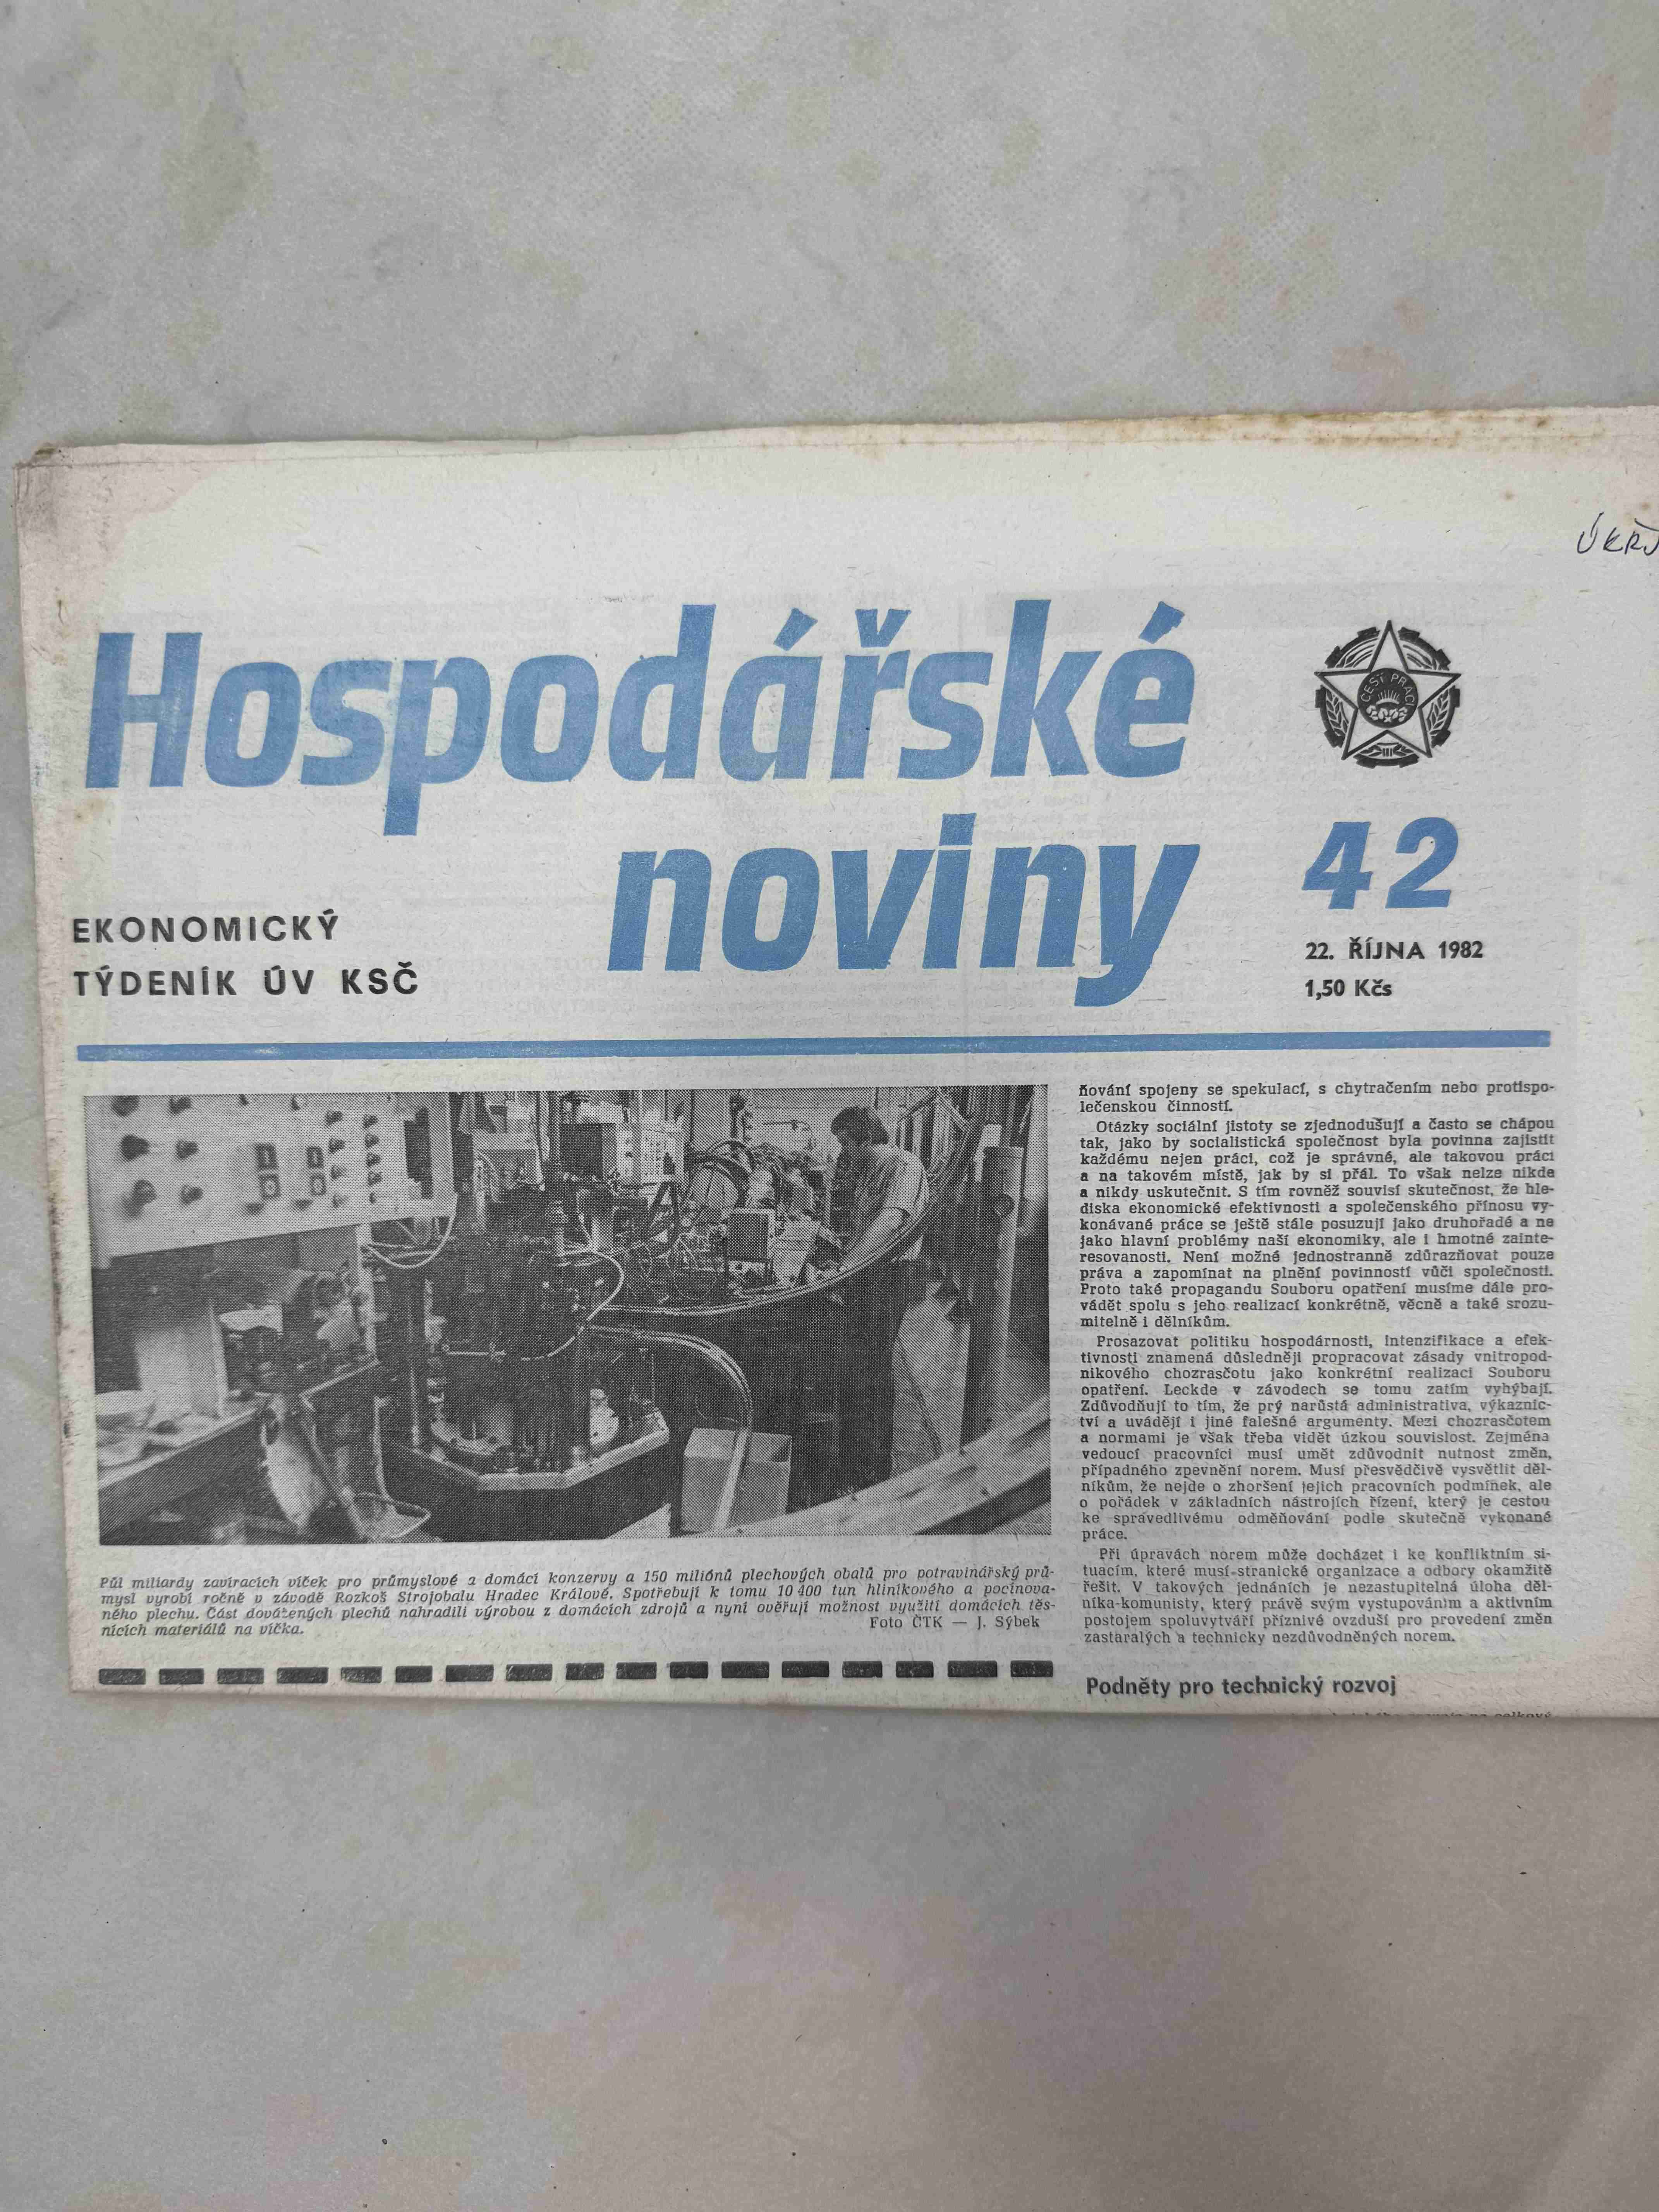 Hospodářské
noviny
ČEST PRÁCI
42
EKONOMICKÝ
TÝDENÍK ÚV KSČ
22. ŘÍJNA 1982
1,50 Kčs
Půl miliardy zavíracích víček pro průmyslové a domácí konzervy a 150 miliónů plechových obalů pro potravinářský prů-
mysl vyrobí ročně v závodě Rozkoš Strojobalu Hradec Králové. Spotřebují k tomu 10 400 tun hliníkového a pocínova-
ného plechu. Část dovážených plechů nahradili výrobou z domácích zdrojů a nyní ověřují možnost využití domácích těs-
nících materiálů na víčka.
Foto ČTK — J. Sýbek
ňování spojeny se spekulací, s chytračením nebo protispo-
lečenskou činností.
Otázky sociální jistoty se zjednodušují a často se chápou
tak, jako by socialistická společnost byla povinna zajistit
každému nejen práci, což je správné, ale takovou práci
a na takovém místě, jak by si přál. To však nelze nikde
a nikdy uskutečnit. S tím rovněž souvisí skutečnost, že hle-
diska ekonomické efektivnosti a společenského přínosu vy-
konávané práce se ještě stále posuzují jako druhořadé a ne
jako hlavní problémy naší ekonomiky, ale i hmotné zainte-
resovanosti. Není možné jednostranně zdůrazňovat pouze
práva a zapomínat na plnění povinností vůči společnosti.
Proto také propagandu Souboru opatření musíme dále pro-
vádět spolu s jeho realizací konkrétně, věcně a také srozu-
mitelně i dělníkům.
Prosazovat politiku hospodárnosti, intenzifikace a efek-
tivnosti znamená důsledněji propracovat zásady vnitropod-
nikového chozrasčotu jako konkrétní realizaci Souboru
opatření. Leckde v závodech se tomu zatím vyhýbají.
Zdůvodňují to tím, že prý narůstá administrativa, výkaznic-
tví a uvádějí i jiné falešné argumenty. Mezi chozrasčotem
a normami je však třeba vidět úzkou souvislost. Zejména
vedoucí pracovníci musí umět zdůvodnit nutnost změn,
případného zpevnění norem. Musí přesvědčivě vysvětlit děl-
níkům, že nejde o zhoršení jejich pracovních podmínek, ale
o pořádek v základních nástrojích řízení, který je cestou
ke spravedlivému odměňování podle skutečně vykonané
práce.
Při úpravách norem může docházet i ke konfliktním si-
tuacím, které musí stranické organizace a odbory okamžitě
řešit. V takových jednáních je nezastupitelná úloha děl-
níka-komunisty, který právě svým vystupováním a aktivním
postojem spoluvytváří příznivé ovzduší pro provedení změn
zastaralých a technicky nezdůvodněných norem.
Podněty pro technický rozvoj